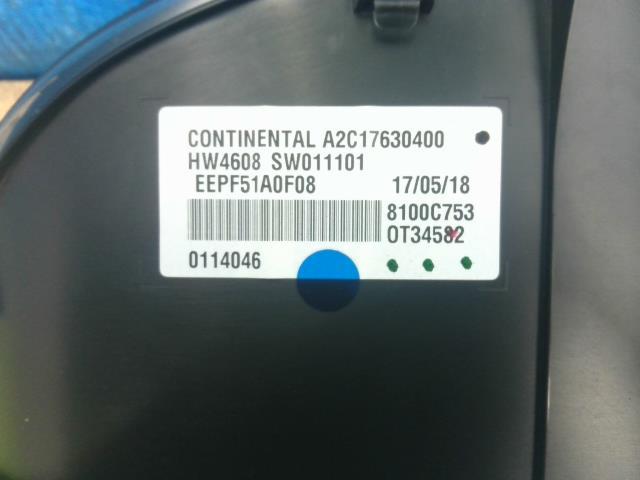 CONTINENTAL A2C17630400
HW4608 SW011101
EEPF51A0F08 17/05/18
8100C753
OT34582
0114046